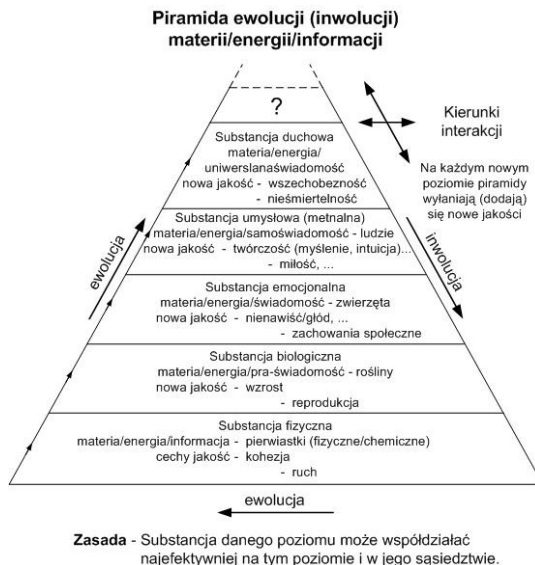 Piramida ewolucji (inwolucji)
materii/energii/informacji
?
Kierunki
interakcji
Na każdym nowym
poziomie piramidy
wyłaniają (dodają)
się nowe jakości
Substancja duchowa
materia/energia/
uniwerslanaświadomość
nowa jakość - wszechobezność
- nieśmiertelność
Substancja umysłowa (metnalna)
materia/energia/samoświadomość - ludzie
nowa jakość - twórczość (myślenie, intuicja)...
- miłość, ...
ewolucja
inwolucja
Substancja emocjonalna
materia/energia/świadomość - zwierzęta
nowa jakość - nienawiść/głód, ...
- zachowania społeczne
Substancja biologiczna
materia/energia/pra-świadomość - rośliny
nowa jakość - wzrost
- reprodukcja
Substancja fizyczna
materia/energia/informacja - pierwiastki (fizyczne/chemiczne)
cechy jakość - kohezja
- ruch
ewolucja
Zasada - Substancja danego poziomu może współdziałać
najefektywniej na tym poziomie i w jego sąsiedztwie.